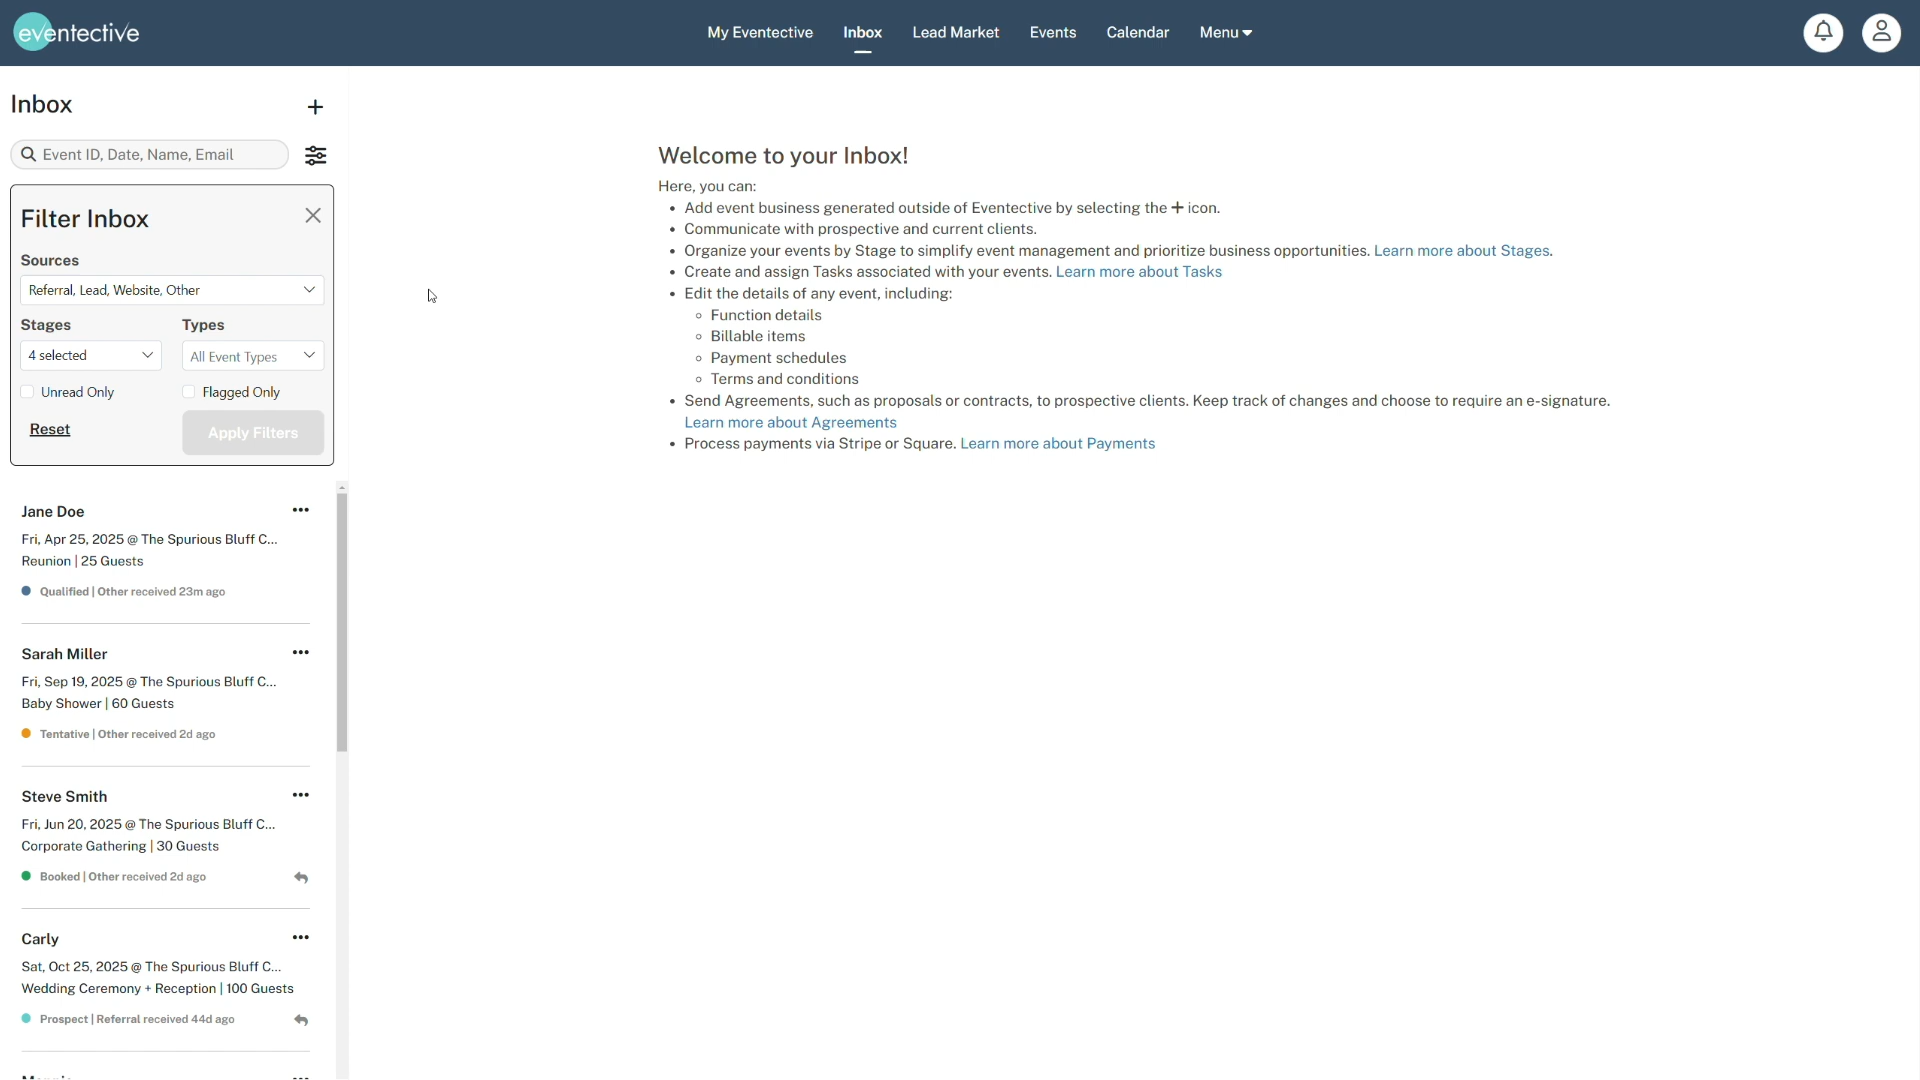 eventective
My Eventective Inbox Lead Market Events Calendar Menu
Inbox
Event ID, Date, Name, Email
Filter Inbox
Sources
Referral, Lead, Website, Other
Stages Types
4 selected All Event Types
Unread Only Flagged Only
Reset Apply Filters
Jane Doe
Fri, Apr 25, 2025 @ The Spurious Bluff C...
Reunion | 25 Guests
Qualified | Other received 23m ago
Sarah Miller
Fri, Sep 19, 2025 @ The Spurious Bluff C...
Baby Shower | 60 Guests
Tentative | Other received 2d ago
Steve Smith
Fri, Jun 20, 2025 @ The Spurious Bluff C...
Corporate Gathering | 30 Guests
Booked | Other received 2d ago
Carly
Sat, Oct 25, 2025 @ The Spurious Bluff C...
Wedding Ceremony + Reception | 100 Guests
Prospect | Referral received 44d ago
Welcome to your Inbox!
Here, you can:
• Add event business generated outside of Eventective by selecting the + icon.
• Communicate with prospective and current clients.
• Organize your events by Stage to simplify event management and prioritize business opportunities. Learn more about Stages.
• Create and assign Tasks associated with your events. Learn more about Tasks
• Edit the details of any event, including:
◦ Function details
◦ Billable items
◦ Payment schedules
◦ Terms and conditions
• Send Agreements, such as proposals or contracts, to prospective clients. Keep track of changes and choose to require an e-signature.
Learn more about Agreements
• Process payments via Stripe or Square. Learn more about Payments